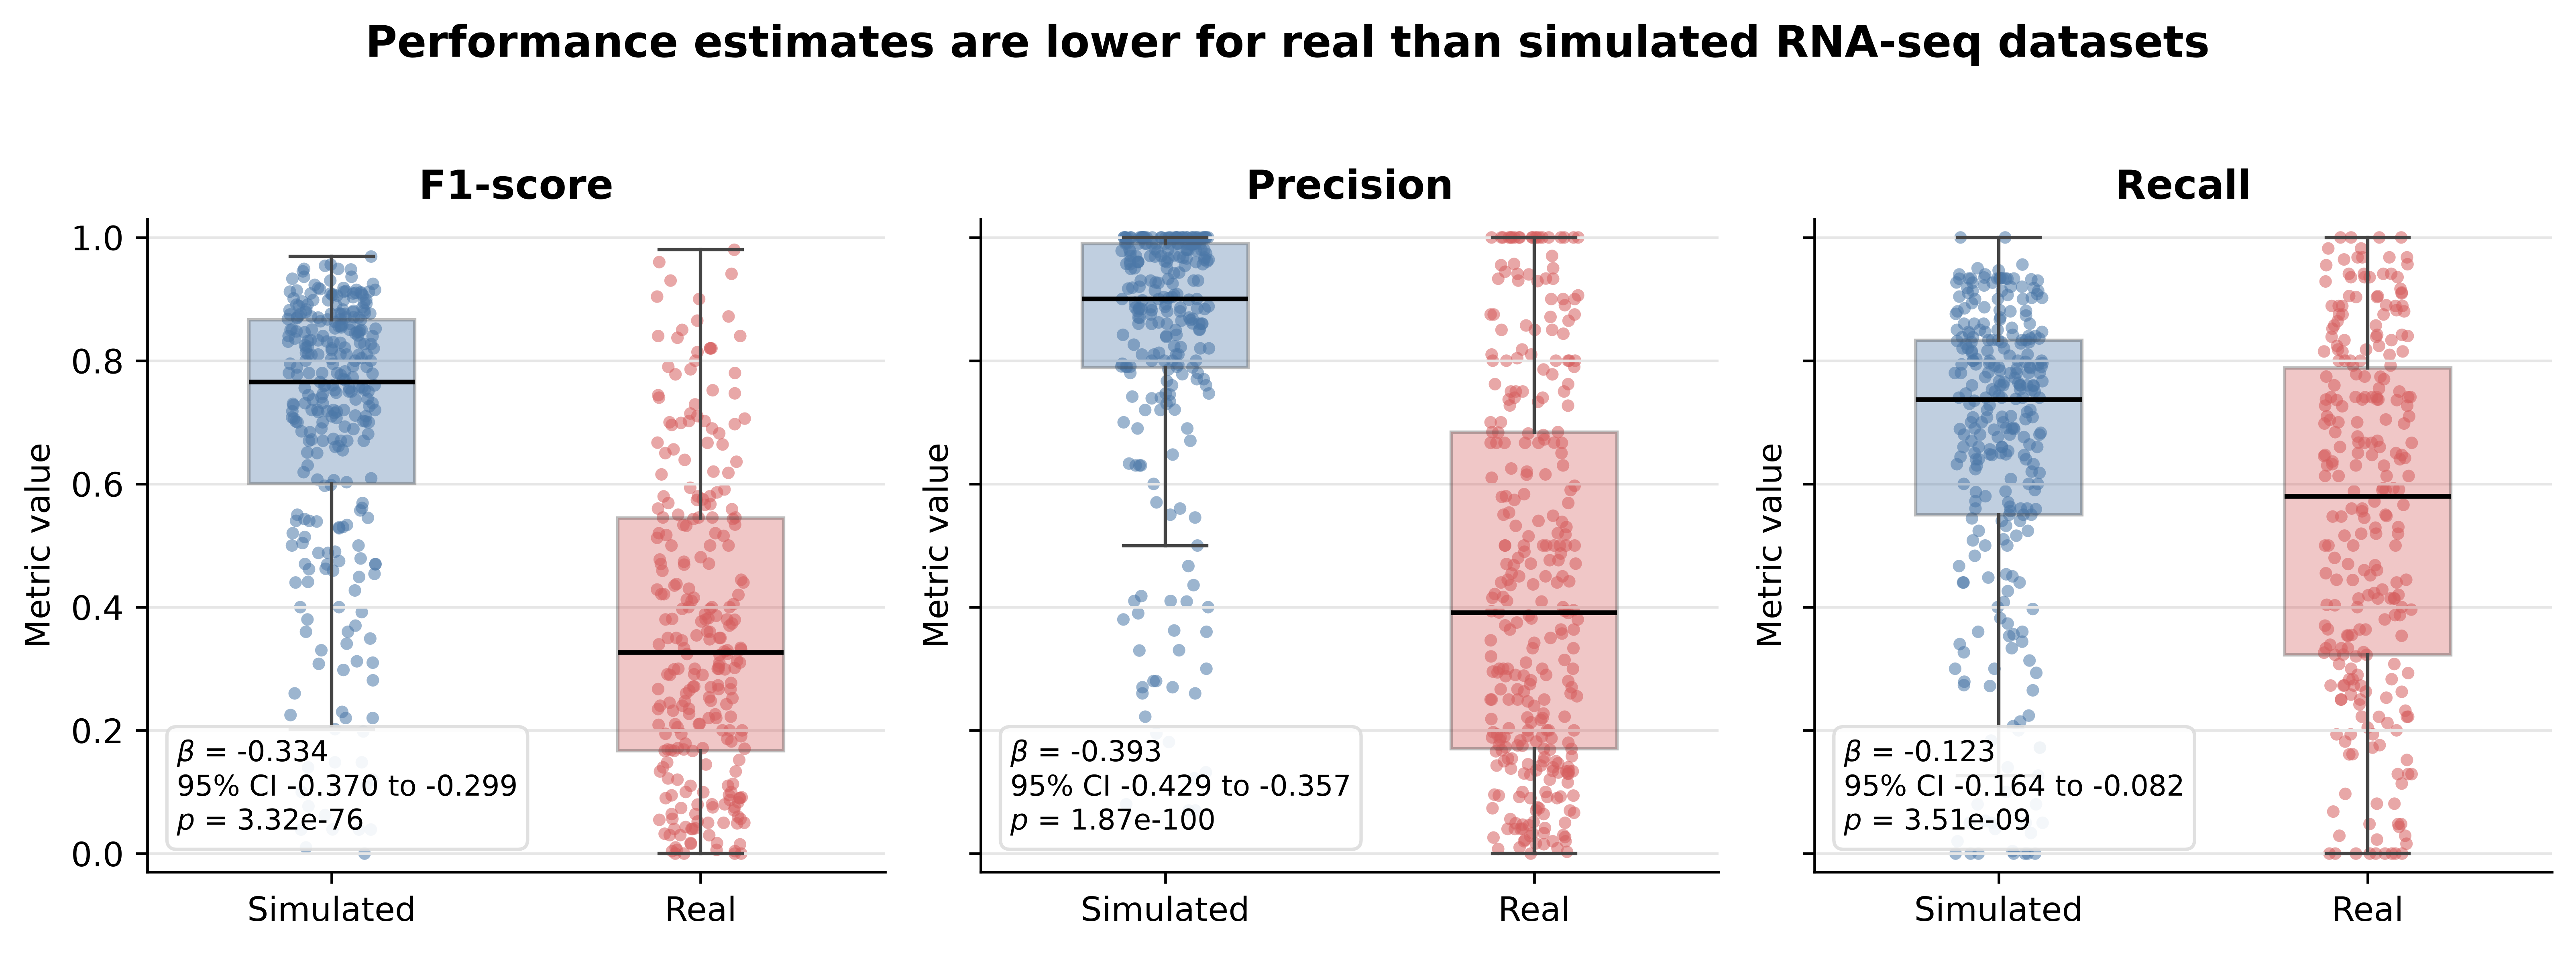 Performance estimates are lower for real than simulated RNA-seq datasets
F1-score
Metric value
1.0
0.8
0.6
0.4
0.2
0.0
β = -0.334
95% CI -0.370 to -0.299
p = 3.32e-76
Simulated
Real
Precision
Metric value
β = -0.393
95% CI -0.429 to -0.357
p = 1.87e-100
Simulated
Real
Recall
Metric value
β = -0.123
95% CI -0.164 to -0.082
p = 3.51e-09
Simulated
Real